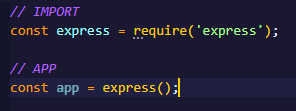 // IMPORT
const express = require('express');
// APP
const app = express();